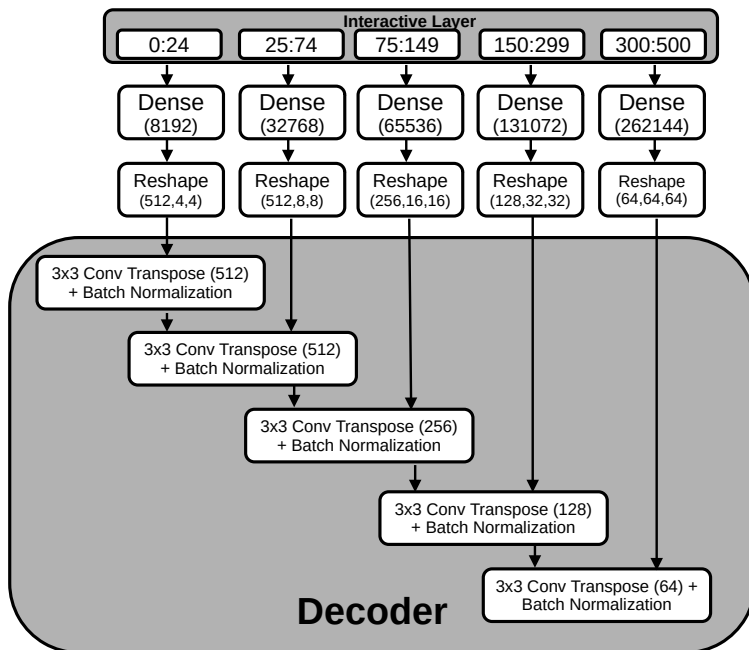 Interactive Layer
0:24 25:74 75:149 150:299 300:500
Dense Dense Dense Dense Dense
(8192) (32768) (65536) (131072) (262144)
Reshape Reshape Reshape Reshape Reshape
(512,4,4) (512,8,8) (256,16,16) (128,32,32) (64,64,64)
3x3 Conv Transpose (512)
+ Batch Normalization
3x3 Conv Transpose (512)
+ Batch Normalization
3x3 Conv Transpose (256)
+ Batch Normalization
3x3 Conv Transpose (128)
+ Batch Normalization
3x3 Conv Transpose (64) +
Batch Normalization
Decoder